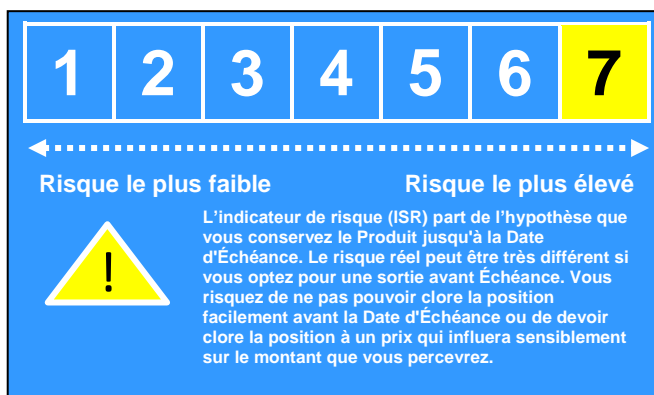 1 2 3 4 5 6 7
Risque le plus faible Risque le plus élevé
L'indicateur de risque (ISR) part de l'hypothèse que
vous conservez le Produit jusqu'à la Date
d'Échéance. Le risque réel peut être très différent si
vous optez pour une sortie avant Échéance. Vous
risquez de ne pas pouvoir clore la position
facilement avant la Date d'Échéance ou de devoir
clore la position à un prix qui influera sensiblement
sur le montant que vous percevrez.
!